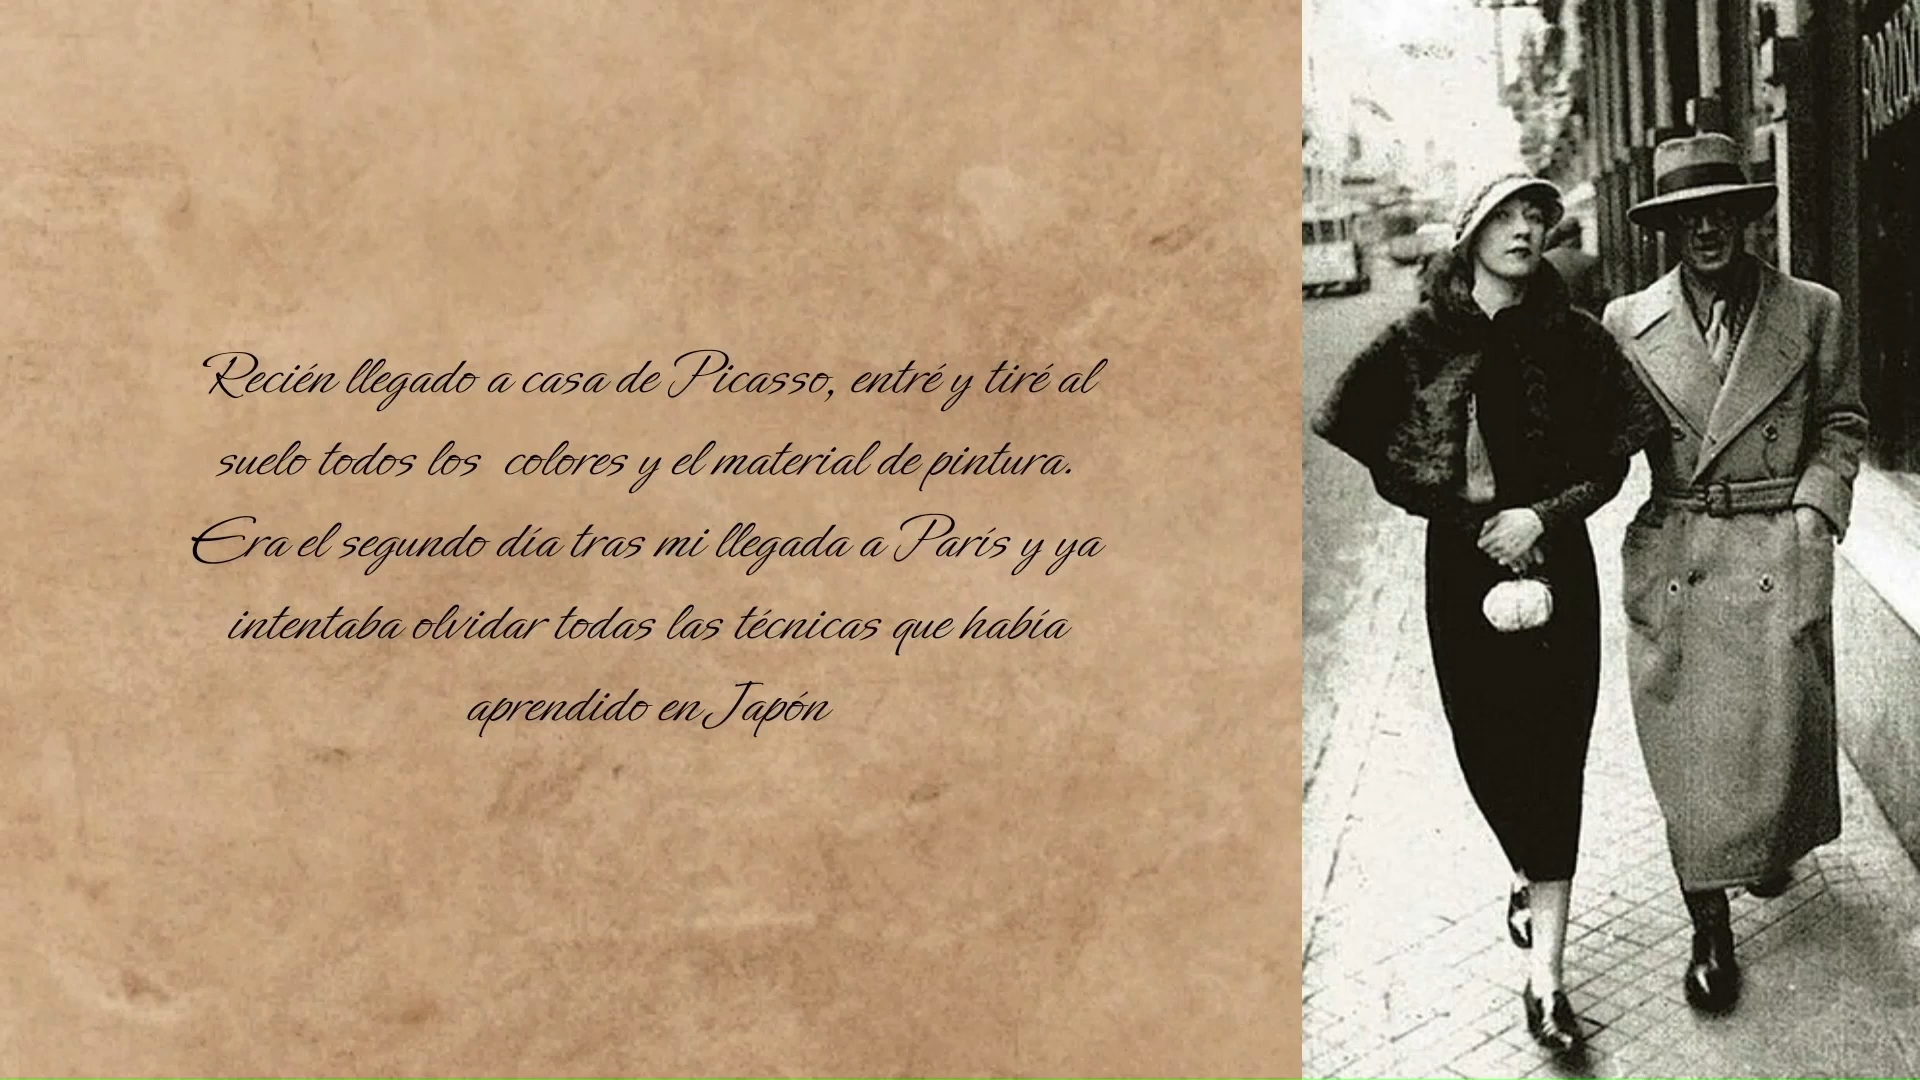 Recién llegado a casa de Picasso, entré y tiré al
suelo todos los colores y el material de pintura.
Era el segundo día tras mi llegada a París y ya
intentaba olvidar todas las técnicas que había
aprendido en Japón